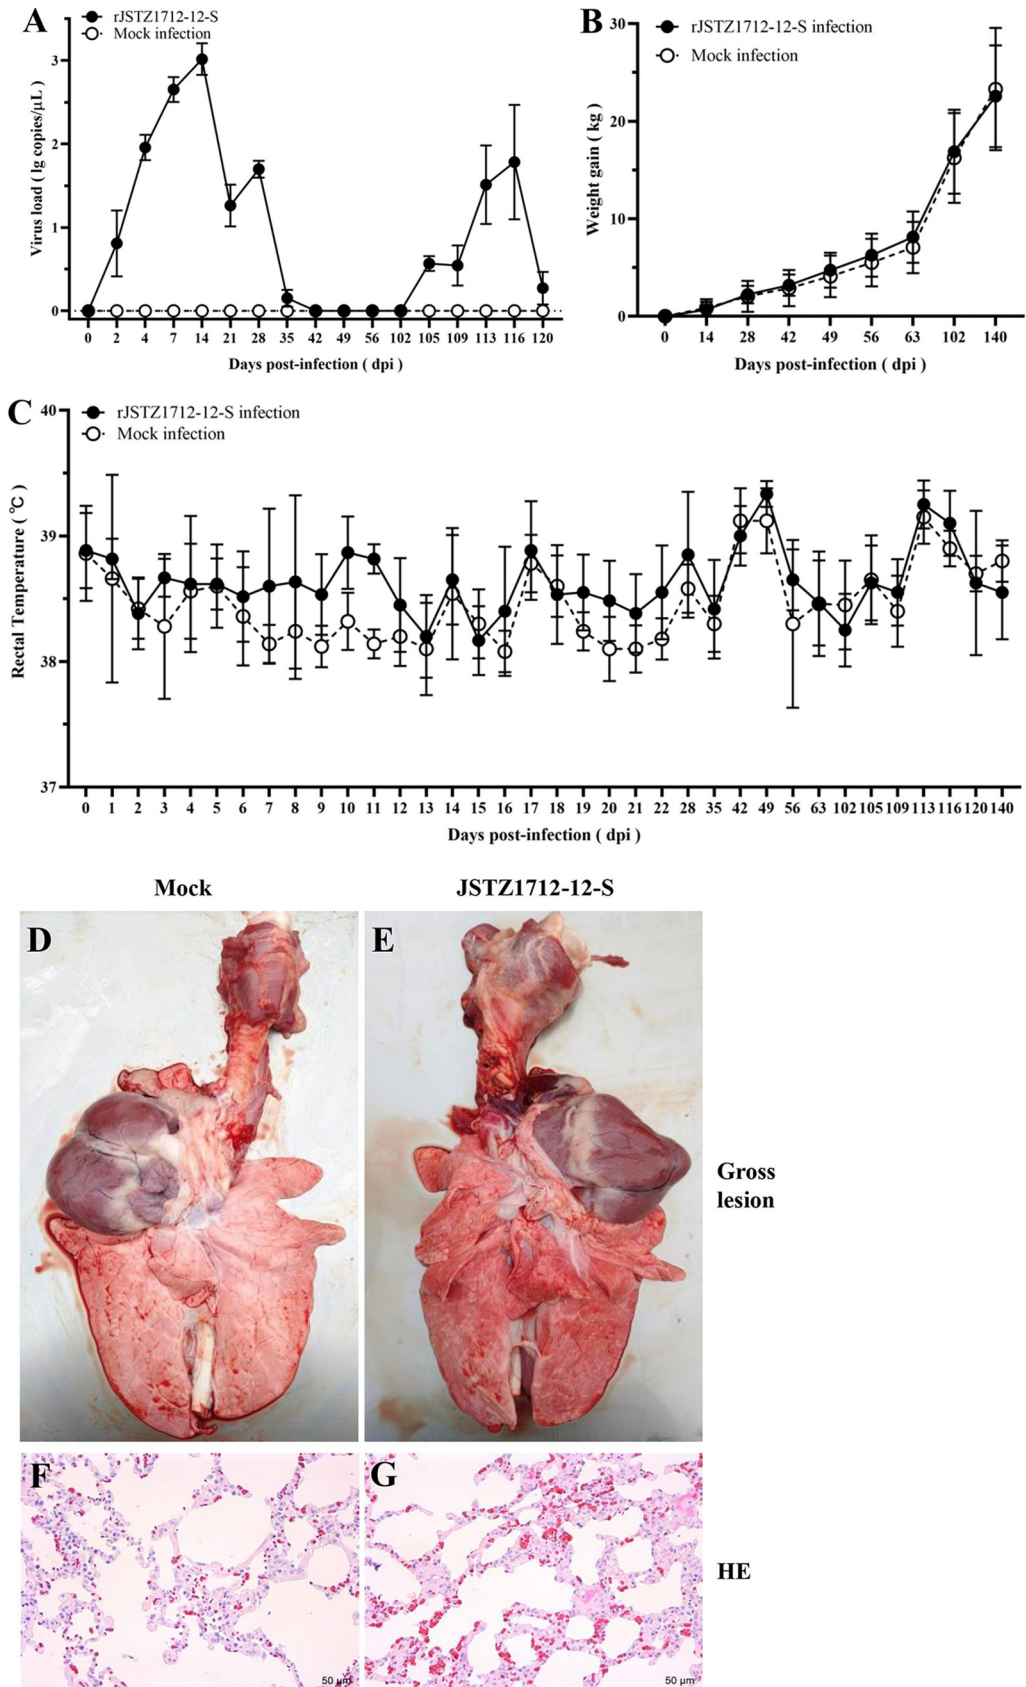 A
rJSTZ1712-12-S
Mock infection
Virus load ( lg copies/μL )
3
2
1
0
0 2 4 7 14 21 28 35 42 49 56 102 105 109 113 116 120
Days post-infection ( dpi )
B
rJSTZ1712-12-S infection
Mock infection
Weight gain ( kg )
30
20
10
0
0 14 28 42 49 56 63 102 140
Days post-infection ( dpi )
C
rJSTZ1712-12-S infection
Mock infection
Rectal Temperature ( ℃ )
40
39
38
37
0 1 2 3 4 5 6 7 8 9 10 11 12 13 14 15 16 17 18 19 20 21 22 28 35 42 49 56 63 102 105 109 113 116 120 140
Days post-infection ( dpi )
Mock
JSTZ1712-12-S
D
E
Gross
lesion
F
G
50 μm
50 μm
HE